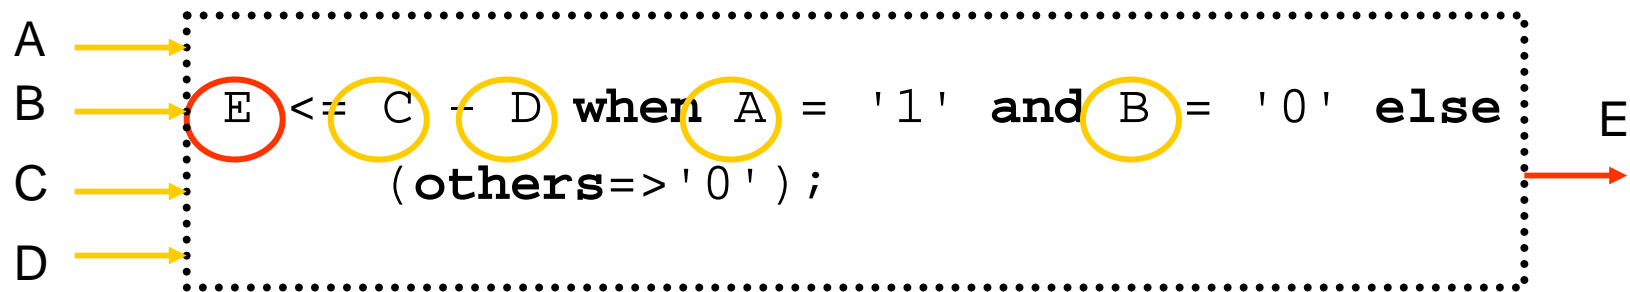 A
B
C
D
E <= C - D when A = '1' and B = '0' else
(others=>'0');
E